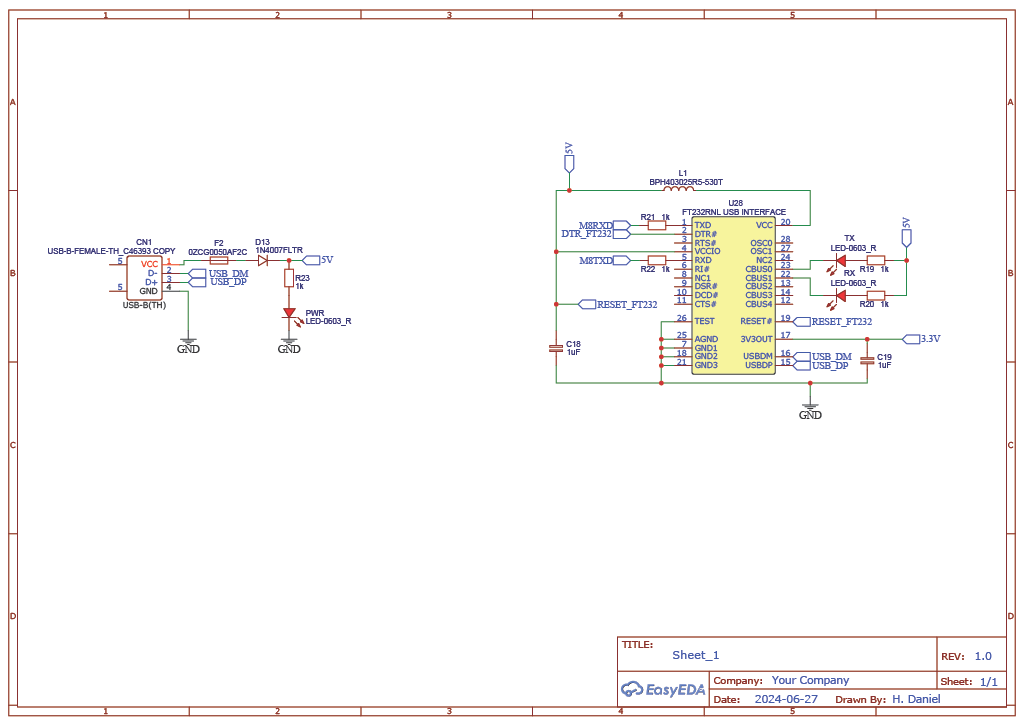 1 2 3 4 5
A A
B B
C C
D D
CN1
USB-B-FEMALE-TH_C46393 COPY
5
5
VCC 1
D- 2
D+ 3
GND 4
USB-B(TH)
USB_DM
USB_DP
GND
F2
0ZCG0050AF2C
D13
1N4007FLTR
5V
R23
1k
PWR
LED-0603_R
GND
5V
L1
BPH403025R5-530T
U28
FT232RNL USB INTERFACE
M8RXD
DTR_FT232
R21 1k
M8TXD
R22 1k
RESET_FT232
C18
1uF
1 TXD
2 DTR#
3 RTS#
4 VCCIO
5 RXD
6 RI#
8 NC1
9 DSR#
10 DCD#
11 CTS#
26 TEST
25 AGND
7 GND1
18 GND2
21 GND3
VCC 20
OSC0 28
OSC1 27
NC2 24
CBUS0 23
CBUS1 22
CBUS2 13
CBUS3 14
CBUS4 12
RESET# 19
3V3OUT 17
USBDM 16
USBDP 15
RESET_FT232
USB_DM
USB_DP
TX
LED-0603_R
R19 1k
RX
LED-0603_R
R20 1k
5V
3.3V
C19
1uF
GND
TITLE:
Sheet_1
REV: 1.0
EasyEDA
Company: Your Company
Sheet: 1/1
Date: 2024-06-27 Drawn By: H. Daniel
1 2 3 4 5